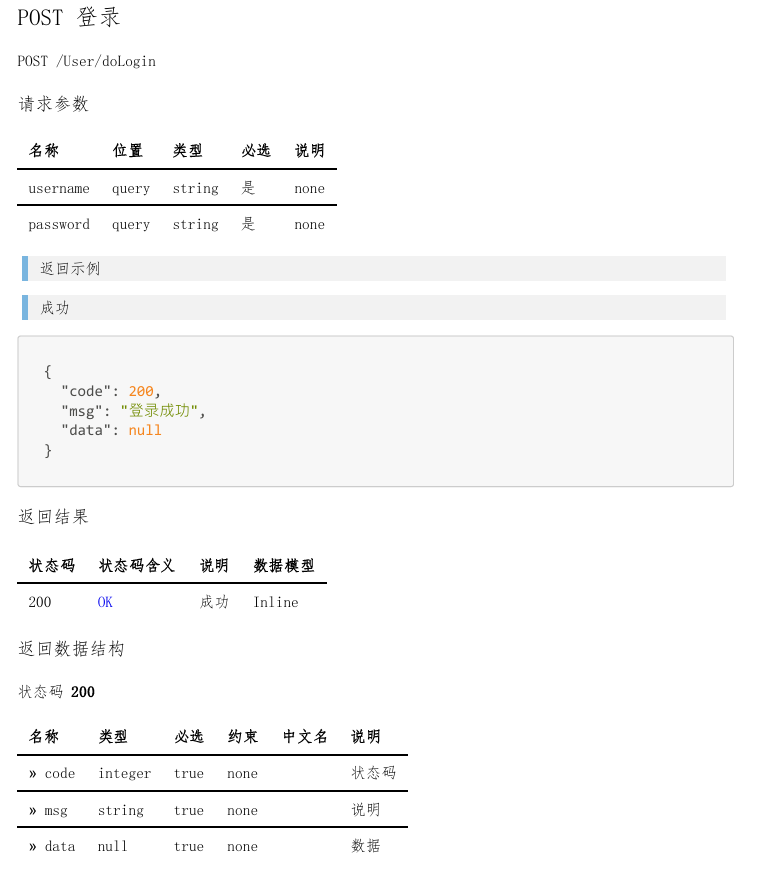 POST 登录
POST /User/doLogin
请求参数
名称 位置 类型 必选 说明
username query string 是 none
password query string 是 none
返回示例
成功
{
"code": 200,
"msg": "登录成功",
"data": null
}
返回结果
状态码 状态码含义 说明 数据模型
200 OK 成功 Inline
返回数据结构
状态码 200
名称 类型 必选 约束 中文名 说明
» code integer true none 状态码
» msg string true none 说明
» data null true none 数据